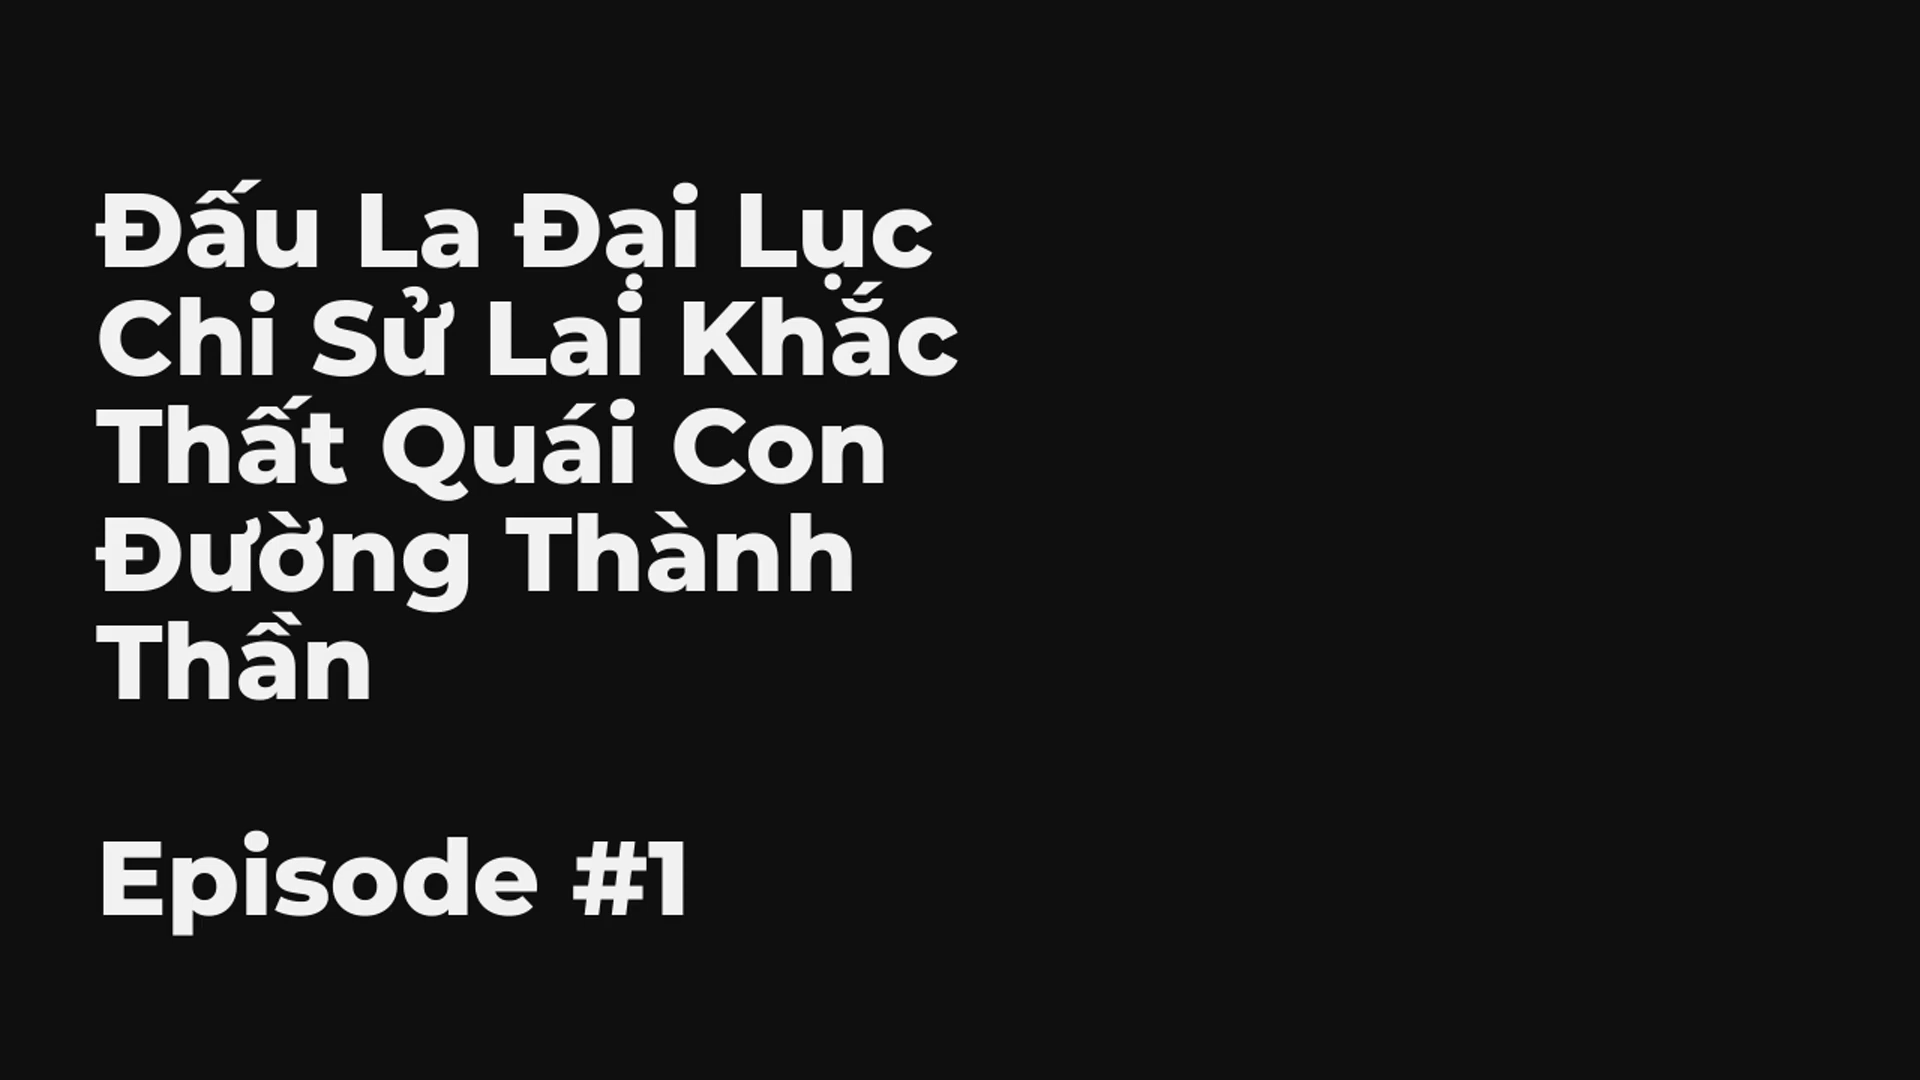 Đấu La Đại Lục
Chi Sử Lai Khắc
Thất Quái Con
Đường Thành
Thần
Episode #1